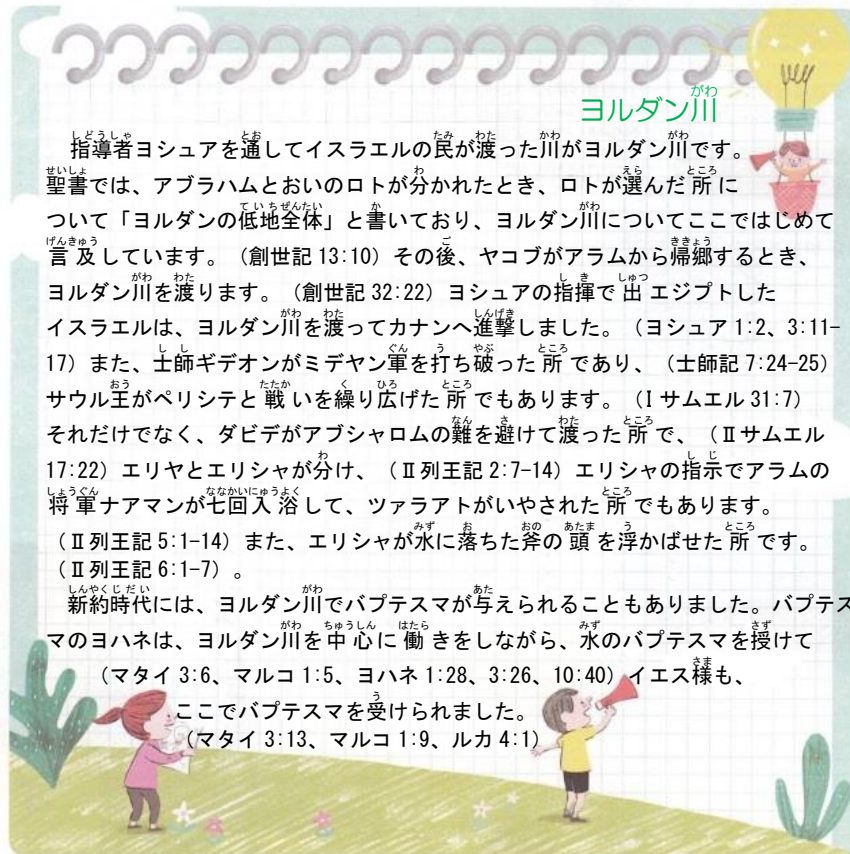 ヨルダン川
指導者ヨシュアを通してイスラエルの民が渡った川がヨルダン川です。
聖書では、アブラハムとおいのロトが分かれたとき、ロトが選んだ所に
ついて「ヨルダンの低地全体」と書いており、ヨルダン川についてここではじめて
言及しています。（創世記 13:10）その後、ヤコブがアラムから帰郷するとき、
ヨルダン川を渡ります。（創世記 32:22）ヨシュアの指揮で出エジプトした
イスラエルは、ヨルダン川を渡ってカナンへ進撃しました。（ヨシュア 1:2、3:11-
17）また、士師ギデオンがミデヤン軍を打ち破った所であり、（士師記 7:24-25）
サウル王がペリシテと戦いを繰り広げた所でもあります。（I サムエル 31:7）
それだけでなく、ダビデがアブシャロムの難を避けて渡った所で、（Ⅱサムエル
17:22）エリヤとエリシャが分け、（Ⅱ列王記 2:7-14）エリシャの指示でアラムの
将軍ナアマンが七回入浴して、ツァラアトがいやされた所でもあります。
（Ⅱ列王記 5:1-14）また、エリシャが水に落ちた斧の頭を浮かばせた所です。
（Ⅱ列王記 6:1-7）。
新約時代には、ヨルダン川でバプテスマが与えられることもありました。バプテス
マのヨハネは、ヨルダン川を中心に働きをしながら、水のバプテスマを授けて
（マタイ 3:6、マルコ 1:5、ヨハネ 1:28、3:26、10:40）イエス様も、
ここでバプテスマを受けられました。
（マタイ 3:13、マルコ 1:9、ルカ 4:1）